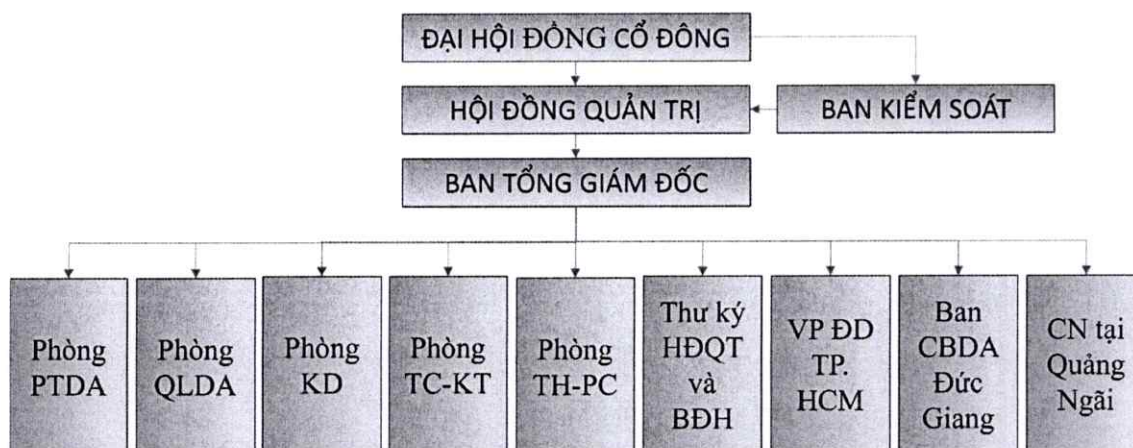 ĐẠI HỘI ĐỒNG CỔ ĐÔNG
HỘI ĐỒNG QUẢN TRỊ
BAN KIỂM SOÁT
BAN TỔNG GIÁM ĐỐC
Phòng
PTDA
Phòng
QLDA
Phòng
KD
Phòng
TC-KT
Phòng
TH-PC
Thư ký
HĐQT
và
BĐH
VP ĐD
TP.
HCM
Ban
CBDA
Đức
Giang
CN tại
Quảng
Ngãi